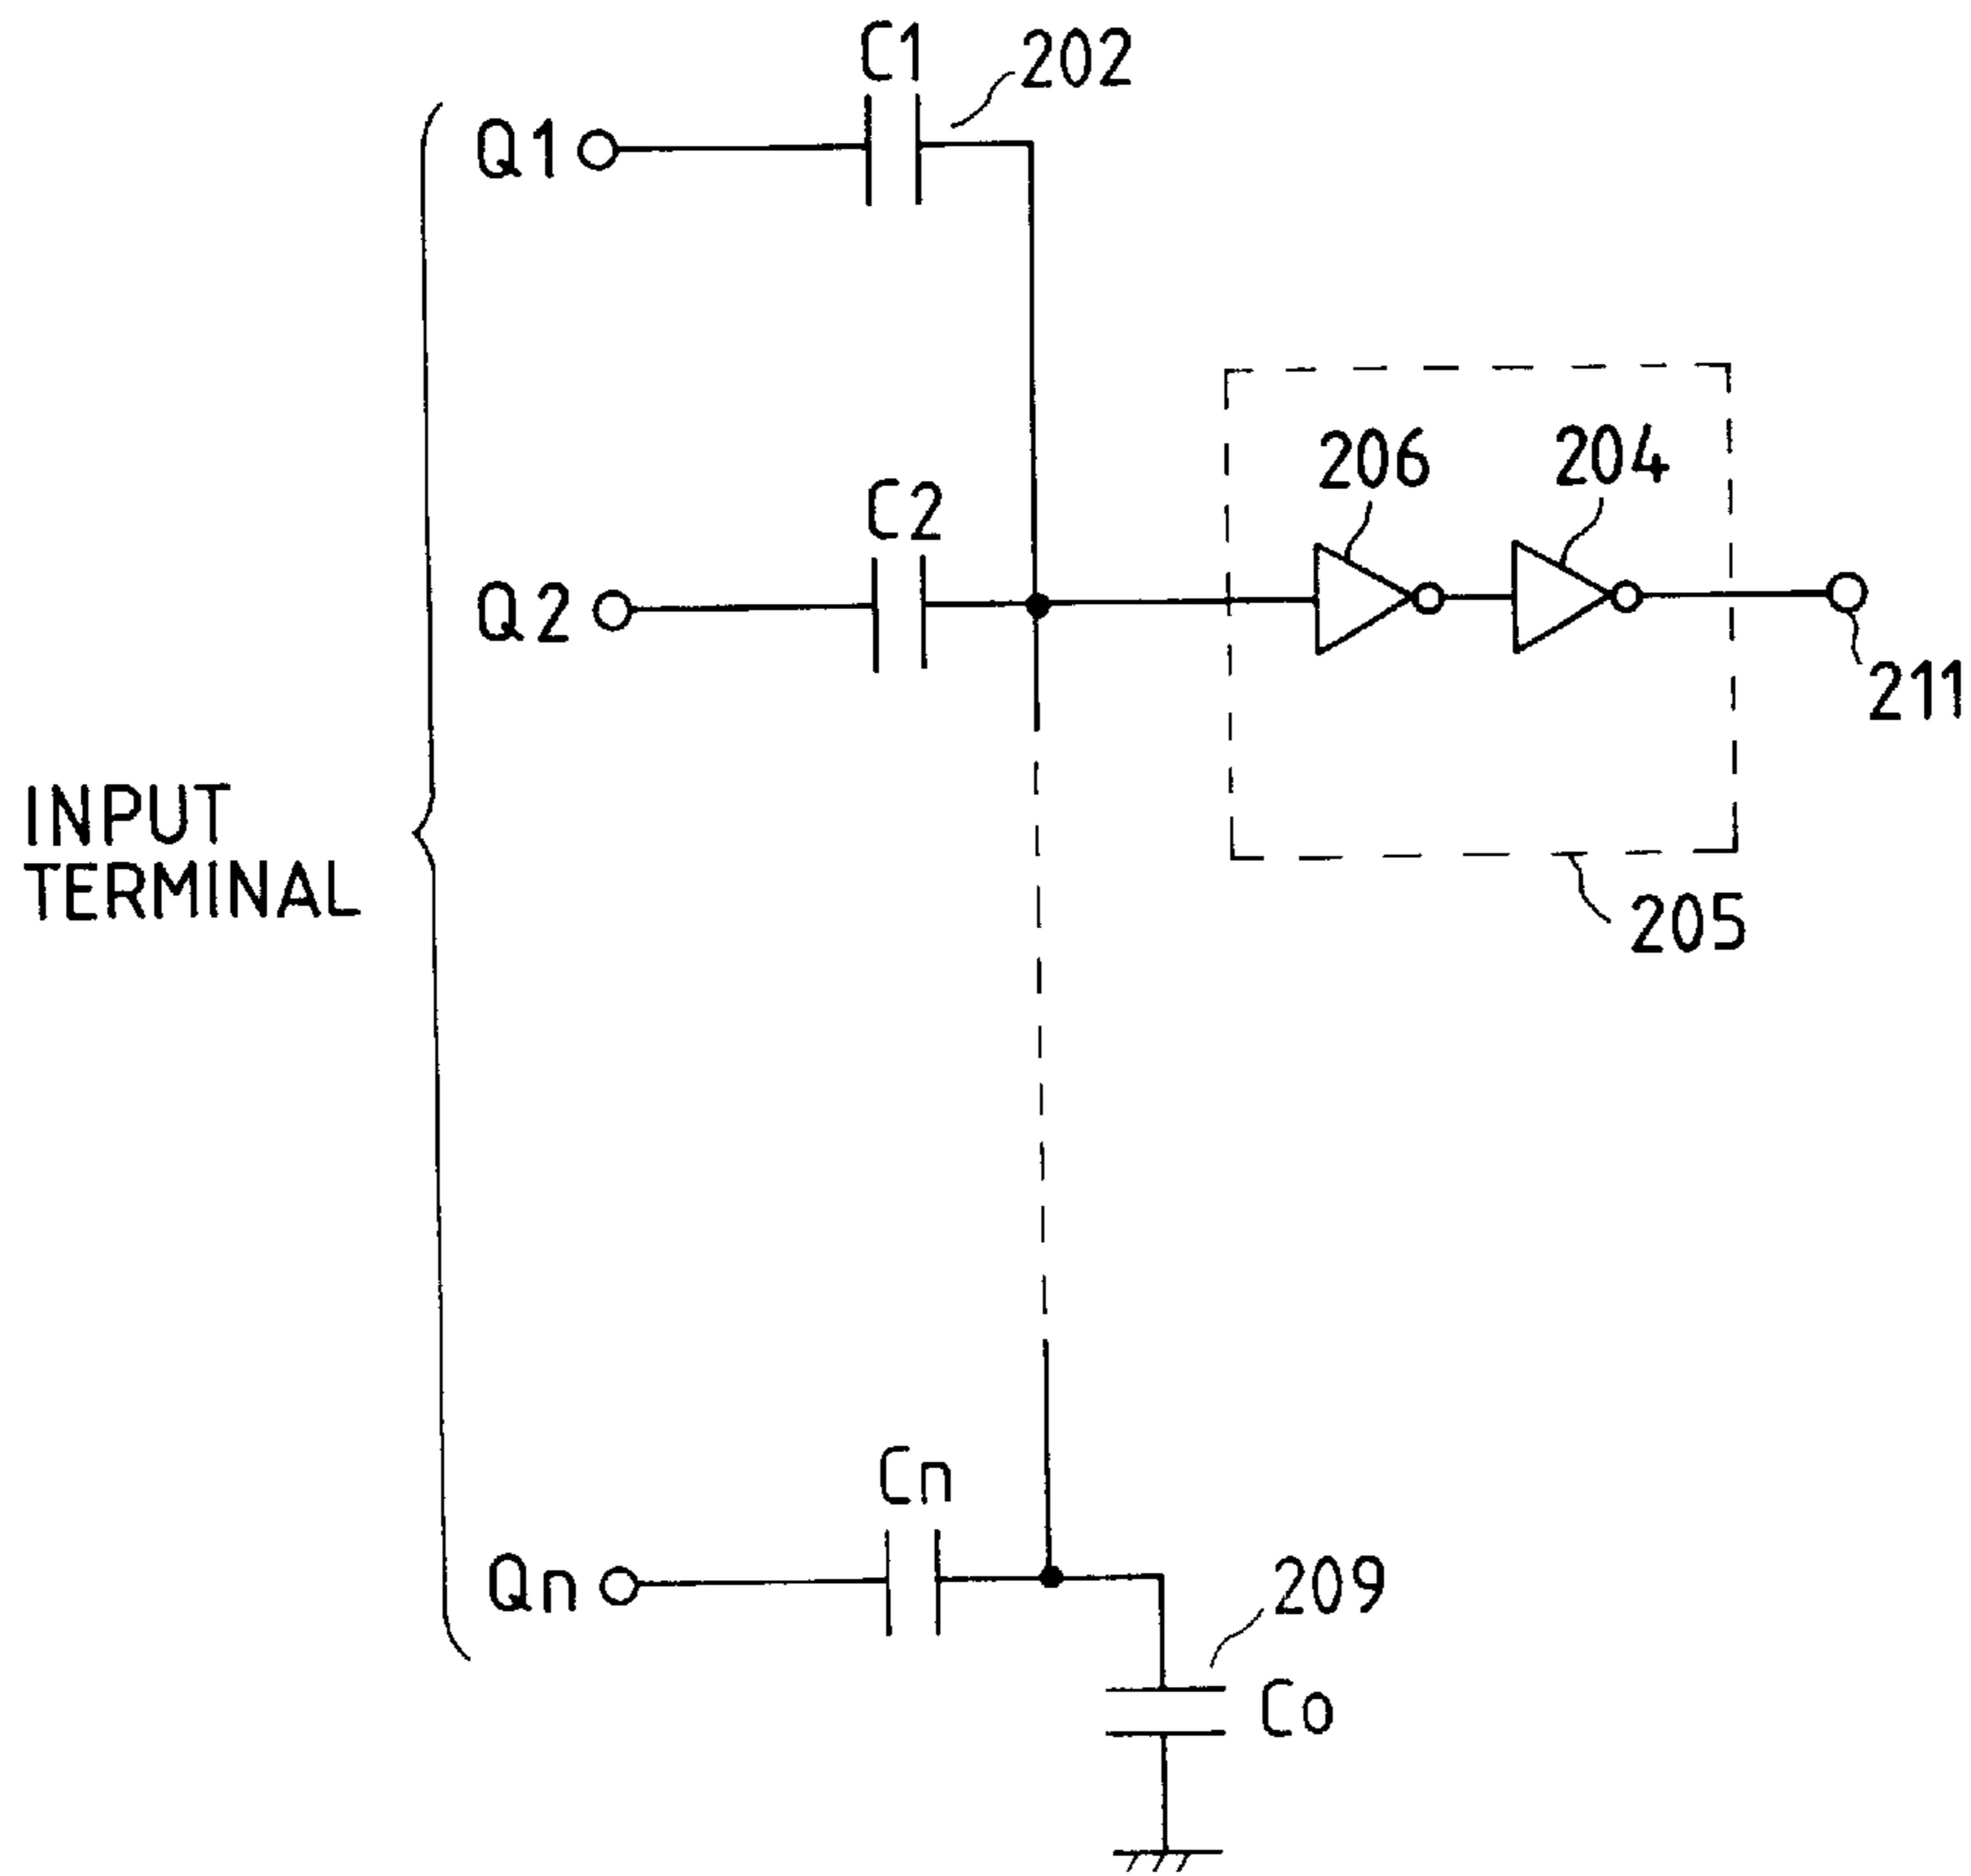 C1
202
Q1
206
204
C2
Q2
211
INPUT
TERMINAL
205
Cn
Qn
209
Co